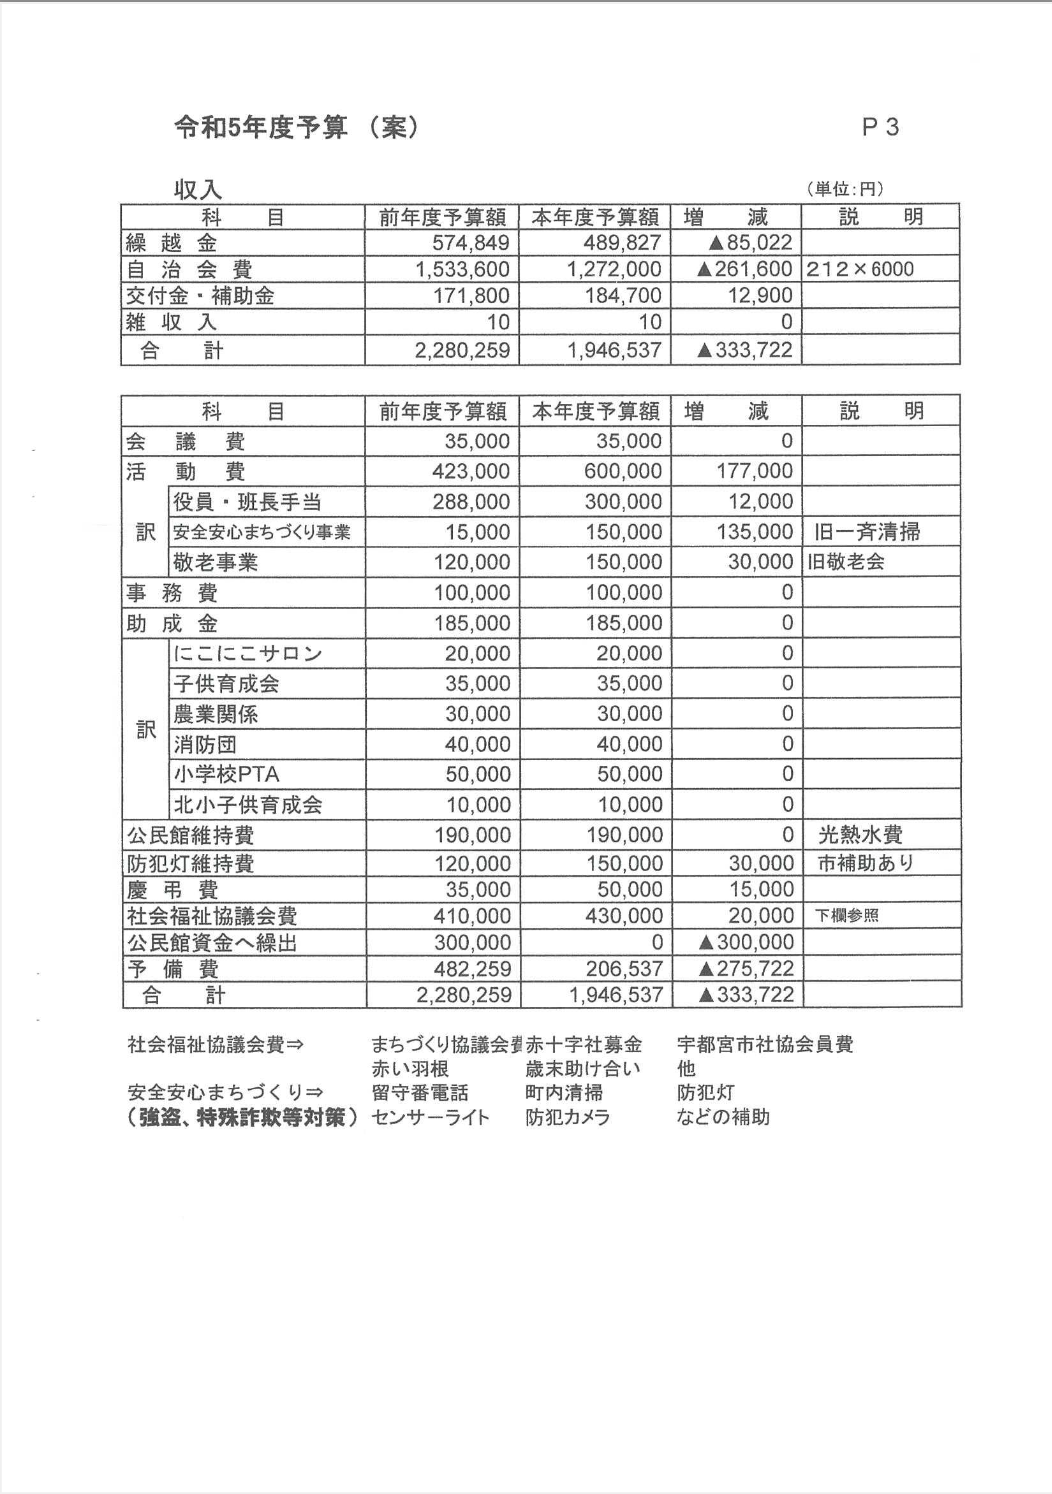 令和5年度予算 （案） P 3
収入 （単位：円）
科 目 前年度予算額 本年度予算額 増 減 説 明
繰 越 金 574,849 489,827 ▲85,022
自 治 会 費 1,533,600 1,272,000 ▲261,600 212×6000
交付金・補助金 171,800 184,700 12,900
雑 収 入 10 10 0
合 計 2,280,259 1,946,537 ▲333,722
科 目 前年度予算額 本年度予算額 増 減 説 明
会 議 費 35,000 35,000 0
活 動 費 423,000 600,000 177,000
役員・班長手当 288,000 300,000 12,000
訳 安全安心まちづくり事業 15,000 150,000 135,000 旧一斉清掃
敬老事業 120,000 150,000 30,000 旧敬老会
事 務 費 100,000 100,000 0
助 成 金 185,000 185,000 0
にこにこサロン 20,000 20,000 0
子供育成会 35,000 35,000 0
農業関係 30,000 30,000 0
訳 消防団 40,000 40,000 0
小学校PTA 50,000 50,000 0
北小子供育成会 10,000 10,000 0
公民館維持費 190,000 190,000 0 光熱水費
防犯灯維持費 120,000 150,000 30,000 市補助あり
慶 弔 費 35,000 50,000 15,000
社会福祉協議会費 410,000 430,000 20,000 下欄参照
公民館資金へ繰出 300,000 0 ▲300,000
予 備 費 482,259 206,537 ▲275,722
合 計 2,280,259 1,946,537 ▲333,722
社会福祉協議会費⇒ まちづくり協議会費 赤十字社募金 宇都宮市社協会員費
赤い羽根 歳末助け合い 他
安全安心まちづくり⇒ 留守番電話 町内清掃 防犯灯
（強盗、特殊詐欺等対策） センサーライト 防犯カメラ などの補助